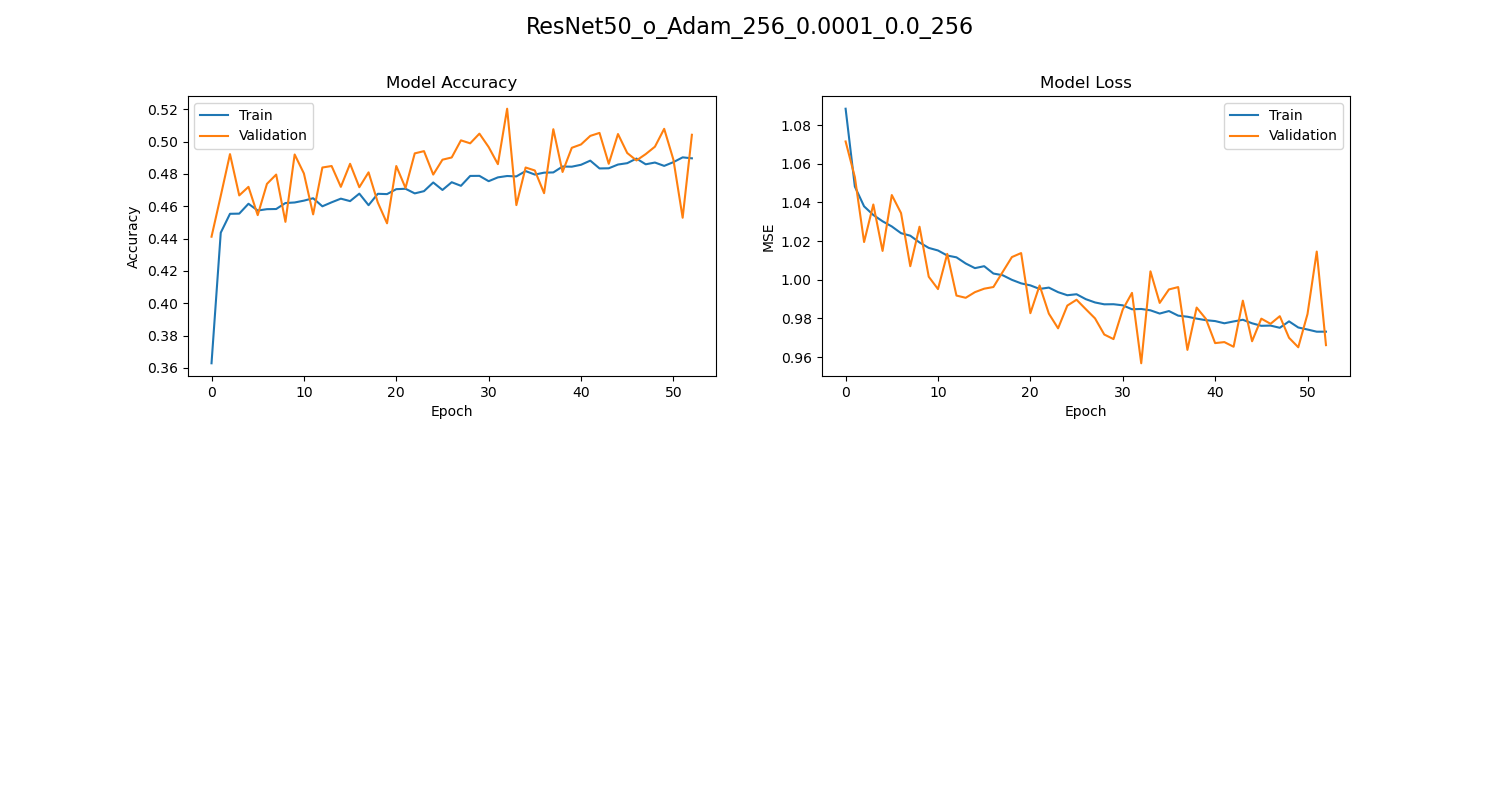 ResNet50_o_Adam_256_0.0001_0.0_256
Model Accuracy
Train
Validation
0.52
0.50
0.48
0.46
0.44
0.42
0.40
0.38
0.36
Accuracy
0
10
20
30
40
50
Epoch
Model Loss
Train
Validation
1.08
1.06
1.04
1.02
1.00
0.98
0.96
MSE
0
10
20
30
40
50
Epoch